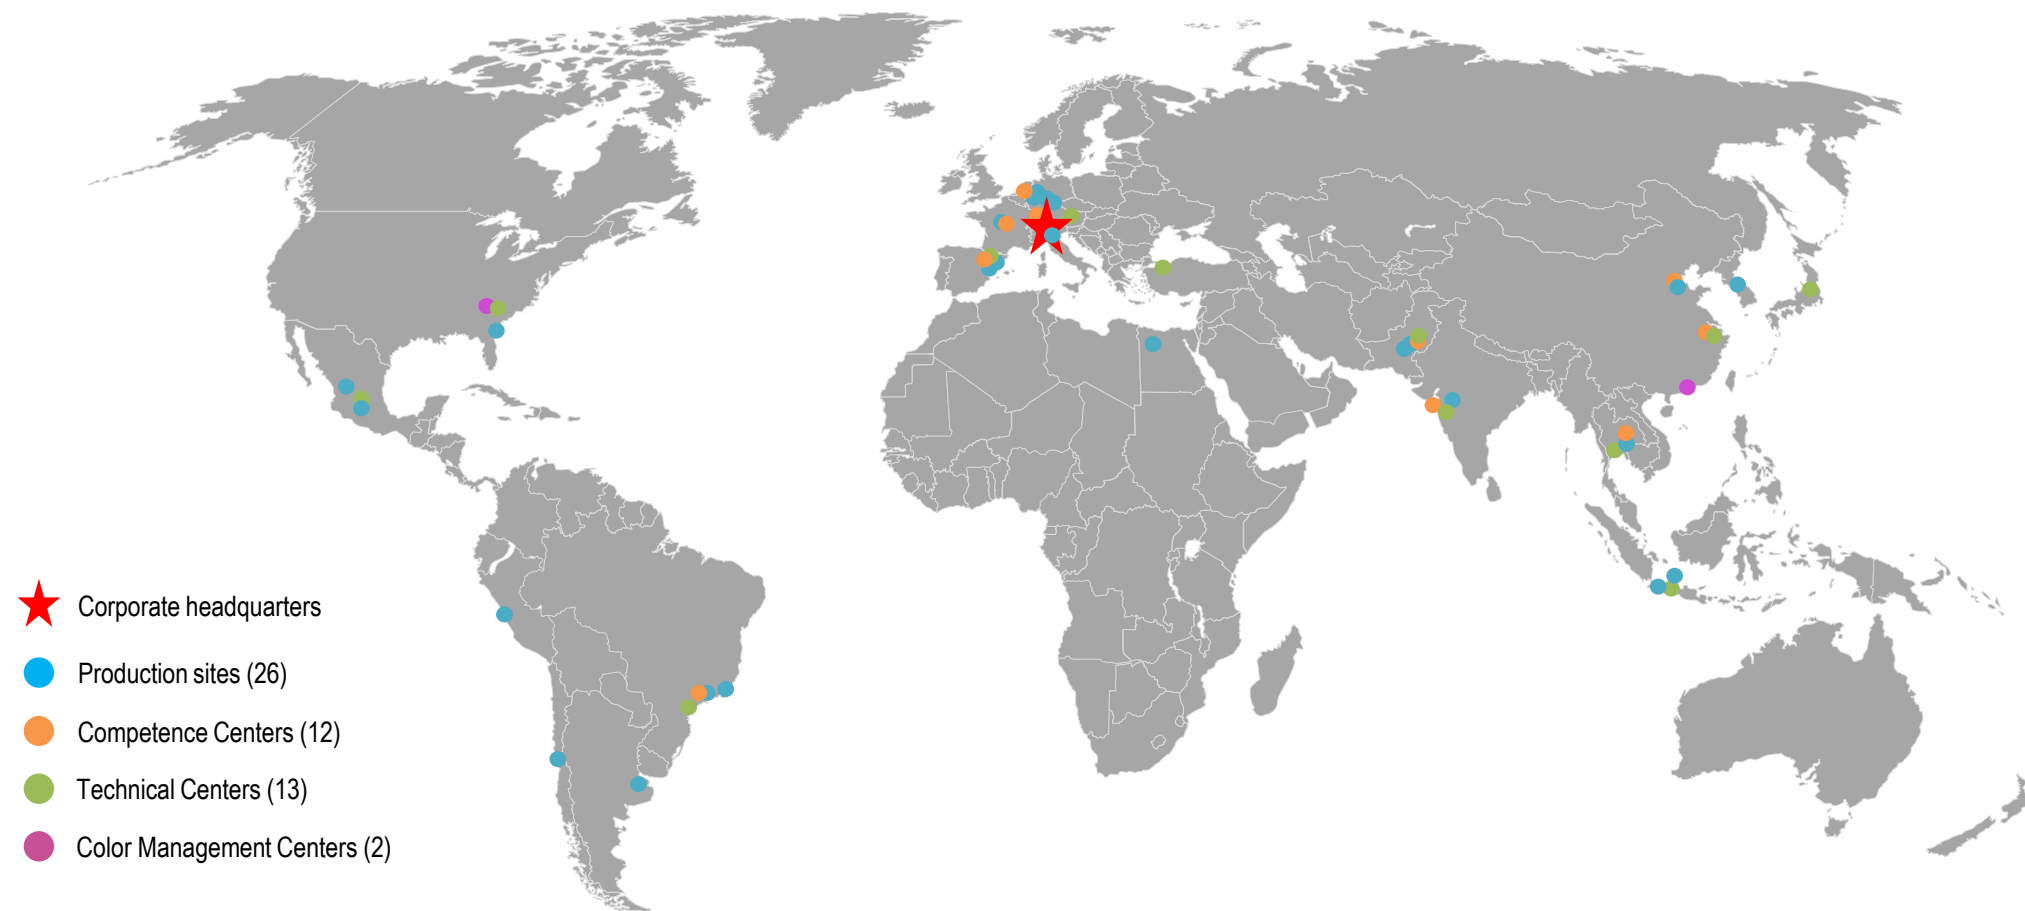 Corporate headquarters
Production sites (26)
Competence Centers (12)
Technical Centers (13)
Color Management Centers (2)